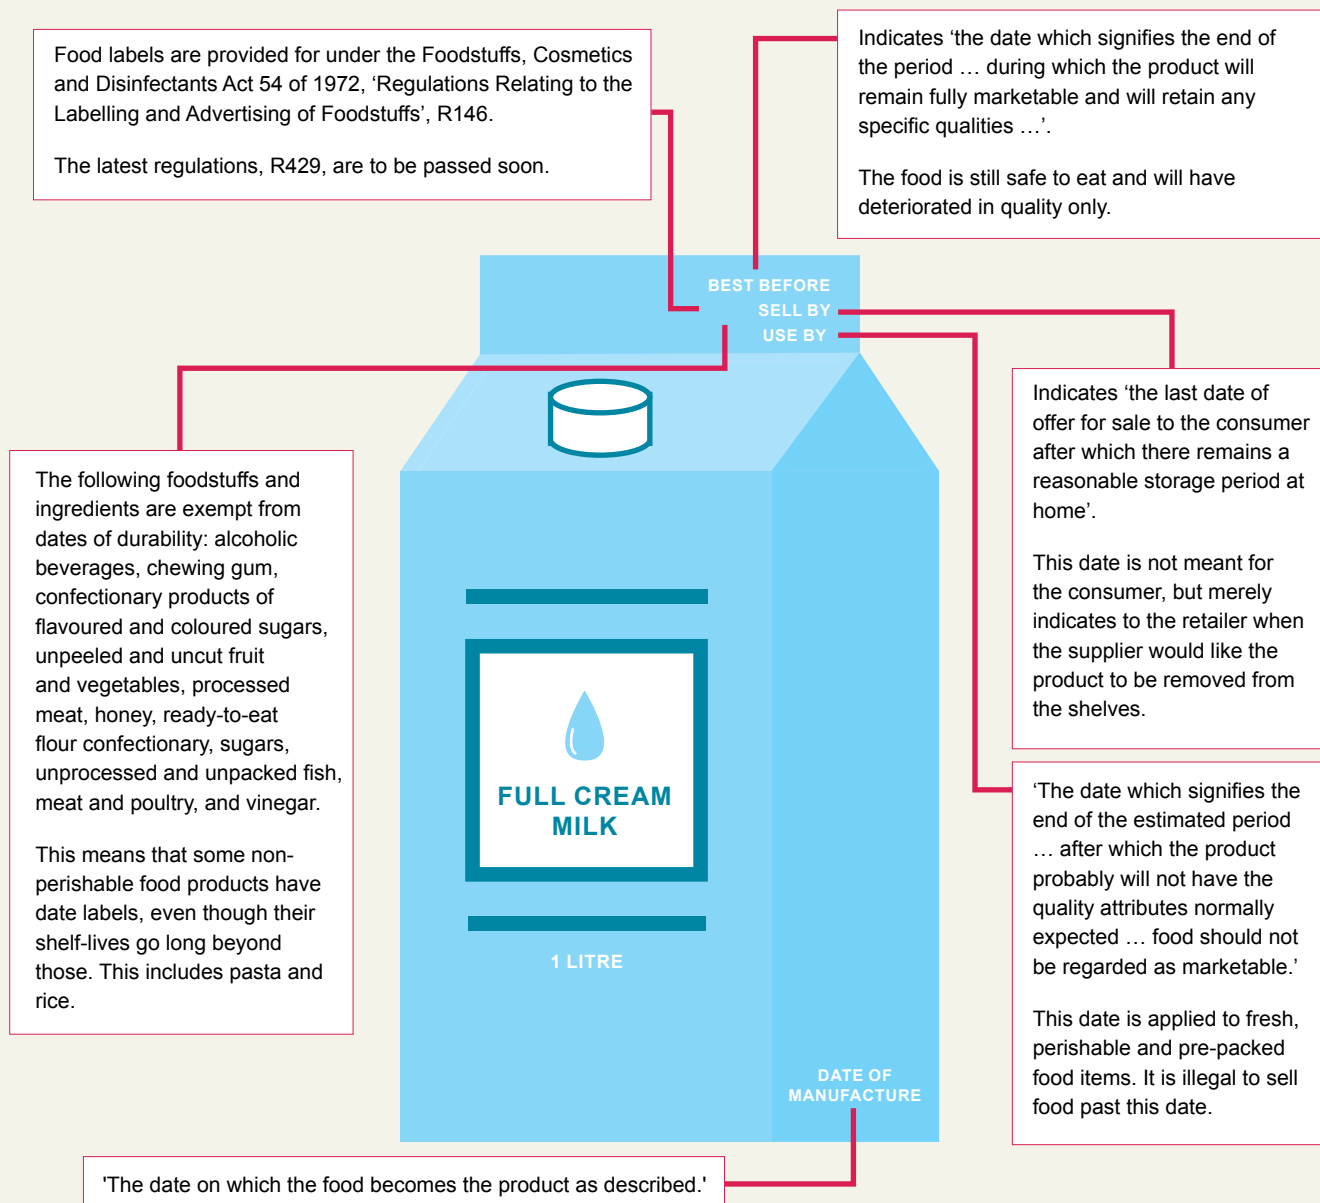 Food labels are provided for under the Foodstuffs, Cosmetics
and Disinfectants Act 54 of 1972, ‘Regulations Relating to the
Labelling and Advertising of Foodstuffs’, R146.
The latest regulations, R429, are to be passed soon.
Indicates ‘the date which signifies the end of
the period … during which the product will
remain fully marketable and will retain any
specific qualities …’.
The food is still safe to eat and will have
deteriorated in quality only.
BEST BEFORE
SELL BY
USE BY
Indicates ‘the last date of
offer for sale to the consumer
after which there remains a
reasonable storage period at
home’.
This date is not meant for
the consumer, but merely
indicates to the retailer when
the supplier would like the
product to be removed from
the shelves.
The following foodstuffs and
ingredients are exempt from
dates of durability: alcoholic
beverages, chewing gum,
confectionary products of
flavoured and coloured sugars,
unpeeled and uncut fruit
and vegetables, processed
meat, honey, ready-to-eat
flour confectionary, sugars,
unprocessed and unpacked fish,
meat and poultry, and vinegar.
This means that some non-
perishable food products have
date labels, even though their
shelf-lives go long beyond
those. This includes pasta and
rice.
FULL CREAM
MILK
1 LITRE
‘The date which signifies the
end of the estimated period
… after which the product
probably will not have the
quality attributes normally
expected … food should not
be regarded as marketable.’
This date is applied to fresh,
perishable and pre-packed
food items. It is illegal to sell
food past this date.
DATE OF
MANUFACTURE
'The date on which the food becomes the product as described.'